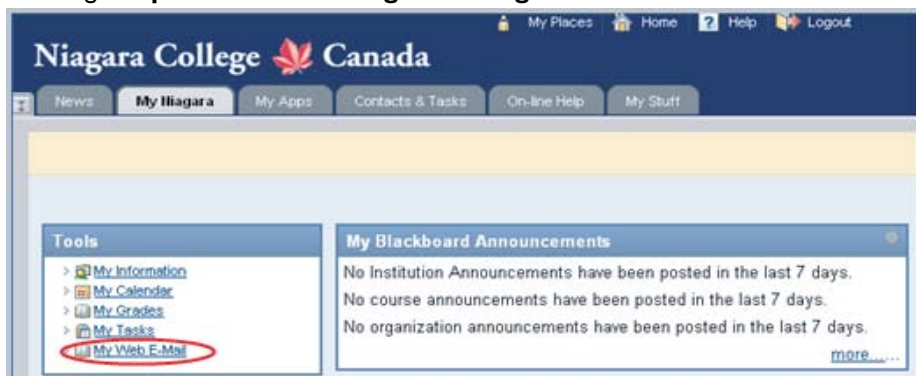 My Places Home ? Help Logout
Niagara College Canada
News My Niagara My Apps Contacts & Tasks On-line Help My Stuff
Tools
My Information
My Calendar
My Grades
My Tasks
My Web E-Mail
My Blackboard Announcements
No Institution Announcements have been posted in the last 7 days.
No course announcements have been posted in the last 7 days.
No organization announcements have been posted in the last 7 days.
more......